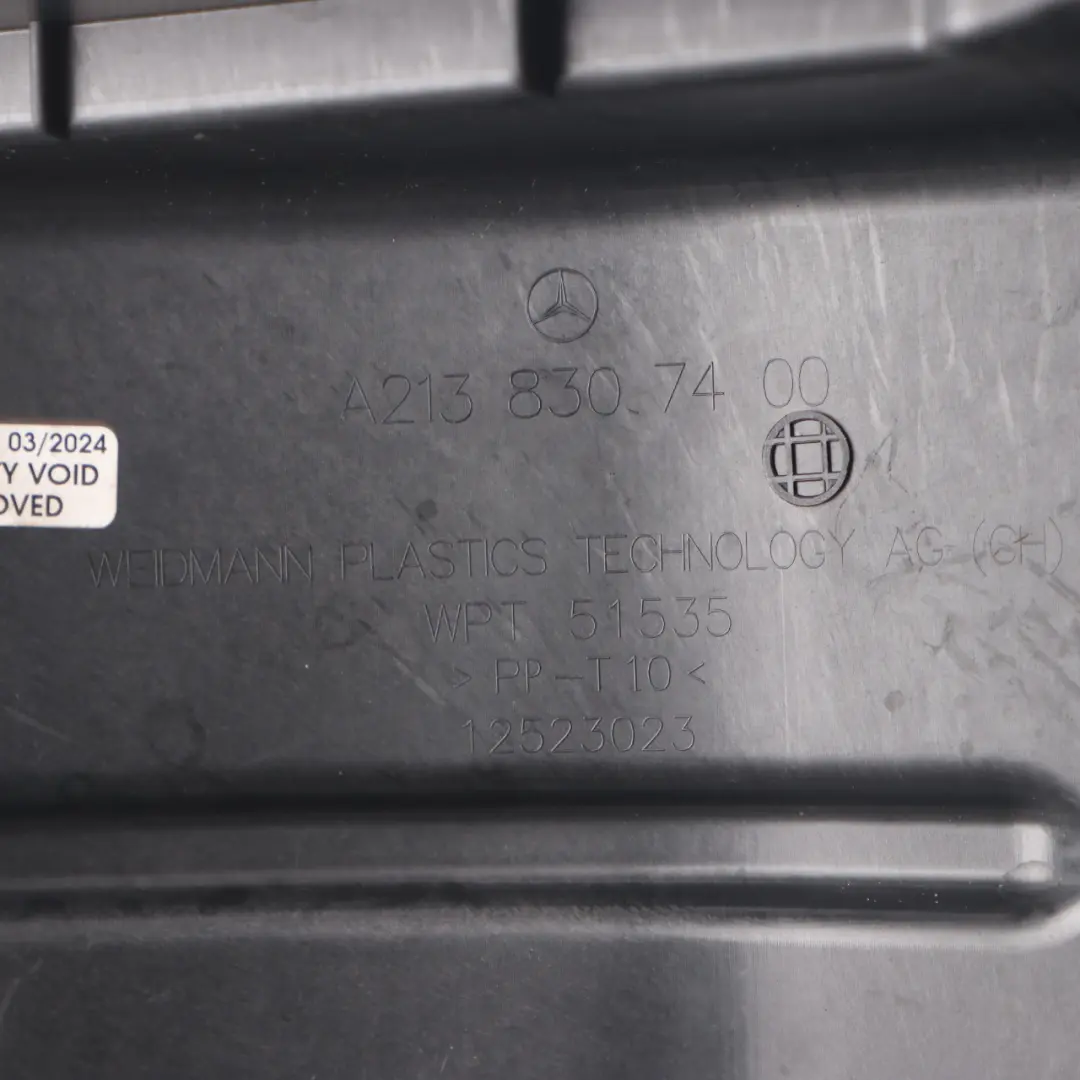 A213 830 74 00
03/2024
Y VOID
OVED
WEIDMANN PLASTICS TECHNOLOGY AG (CH)
WPT 51535
> PP-T10 <
12523023